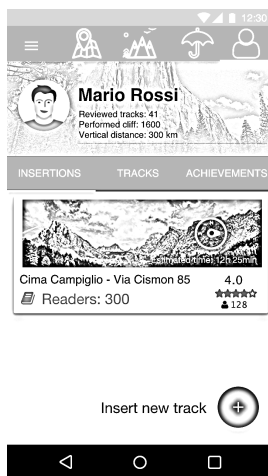 12:30
Mario Rossi
Reviewed tracks: 41
Performed cliff: 1600
Vertical distance: 300 km
INSERTIONS TRACKS ACHIEVEMENTS
Estimated time: 12h 25min
Cima Campiglio - Via Cismon 85 4.0
Readers: 300 128
Insert new track